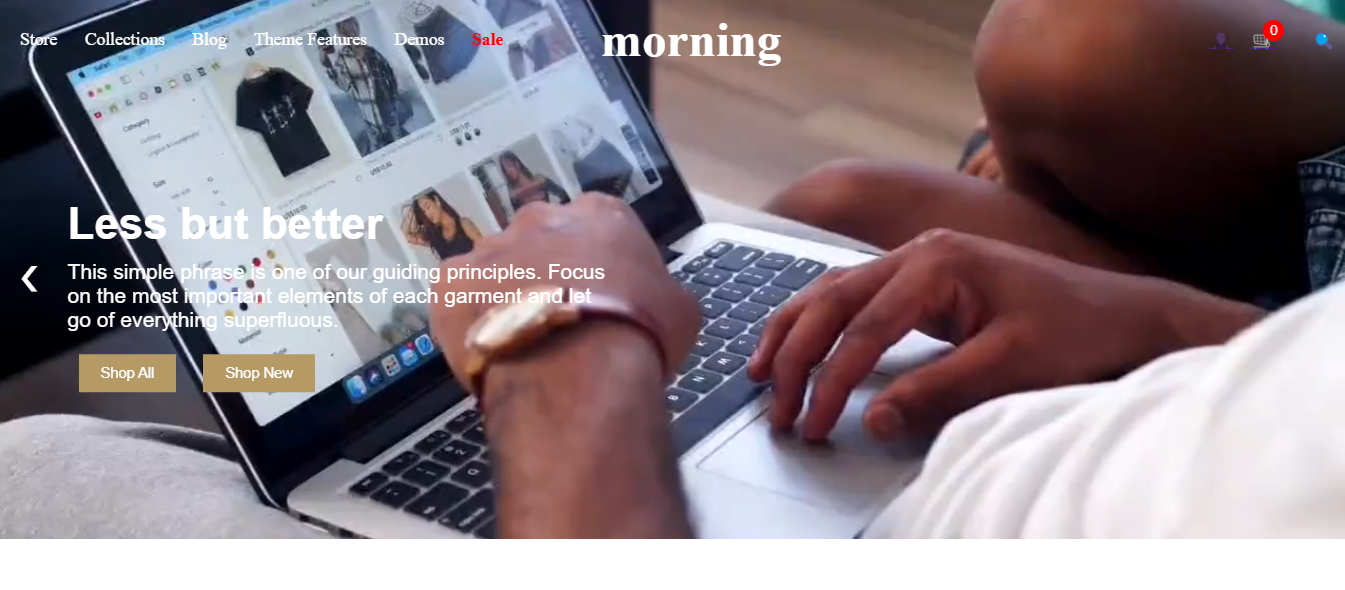 Store Collections Blog Theme Features Demos Sale
morning
0
Category
Size
Less but better
This simple phrase is one of our guiding principles. Focus
on the most important elements of each garment and let
go of everything superfluous.
Shop All Shop New